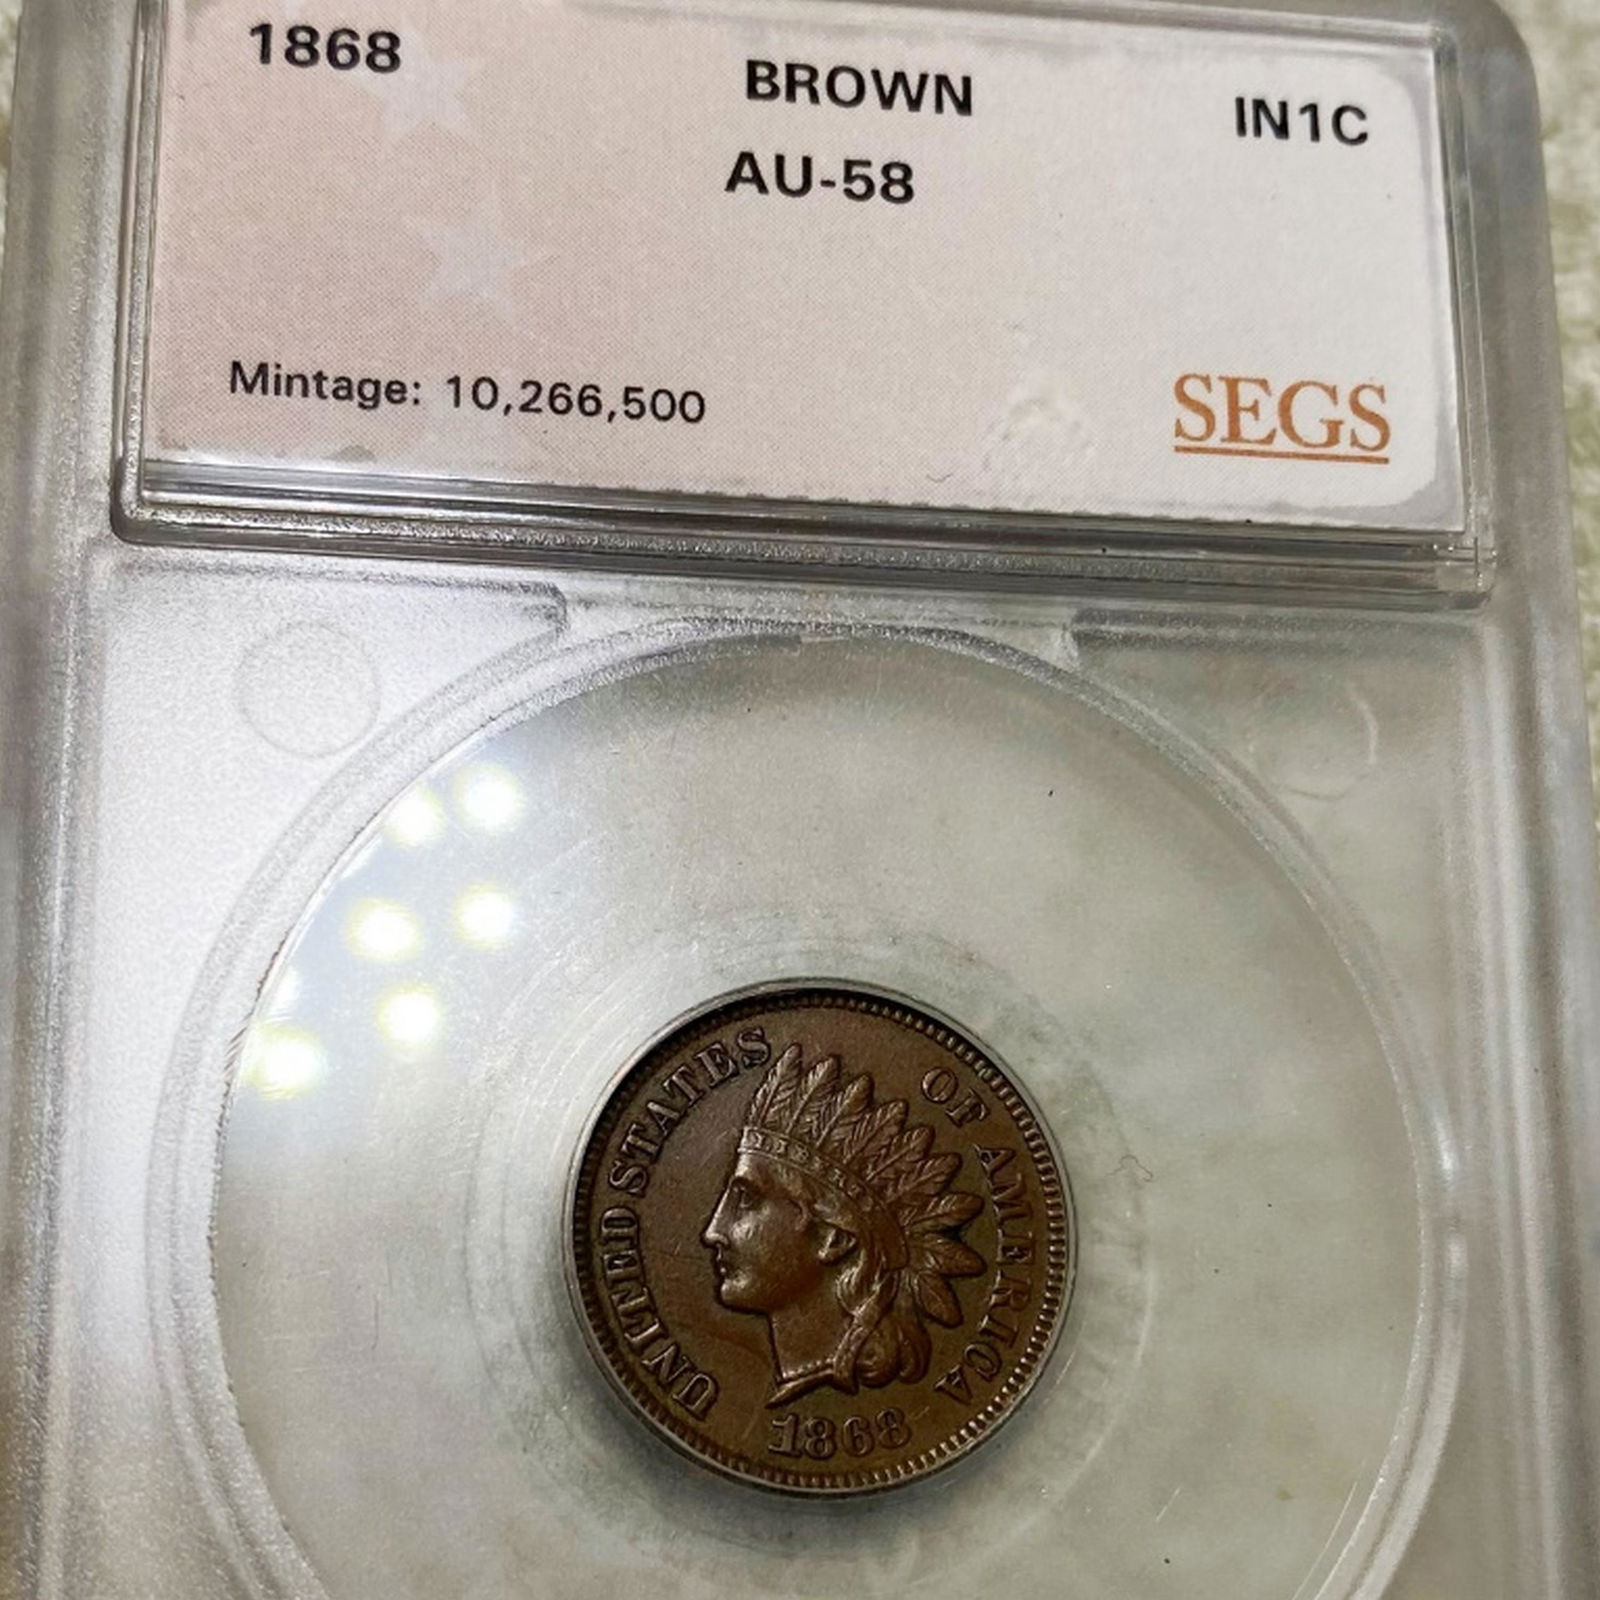 1868 BROWN IN1C
AU-58
Mintage: 10,266,500 SEGS
UNITED STATES OF AMERICA
1868